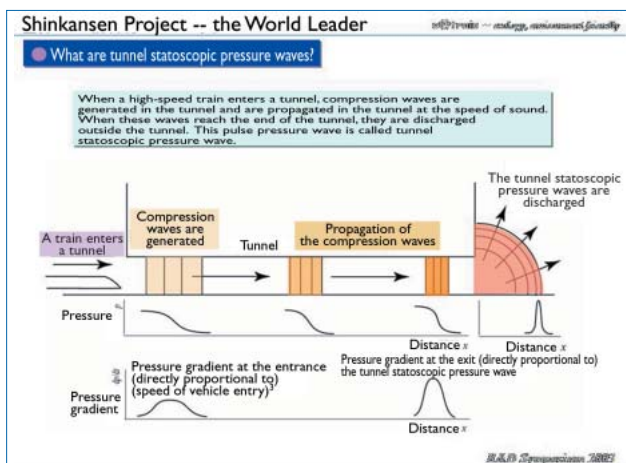 Shinkansen Project -- the World Leader
What are tunnel statoscopic pressure waves?
When a high-speed train enters a tunnel, compression waves are
generated in the tunnel and are propagated in the tunnel at the speed of sound.
When these waves reach the end of the tunnel, they are discharged
outside the tunnel. This pulse pressure wave is called tunnel
statoscopic pressure wave.
The tunnel statoscopic
pressure waves are
discharged
Compression
waves are
generated
Propagation of
the compression waves
Tunnel
A train enters
a tunnel
Pressure
Distance x
Distance x
Pressure gradient at the entrance
(directly proportional to)
(speed of vehicle entry)³
Pressure gradient at the exit (directly proportional to)
the tunnel statoscopic pressure wave
Pressure
gradient
Distance x
R&D Symposium 2003